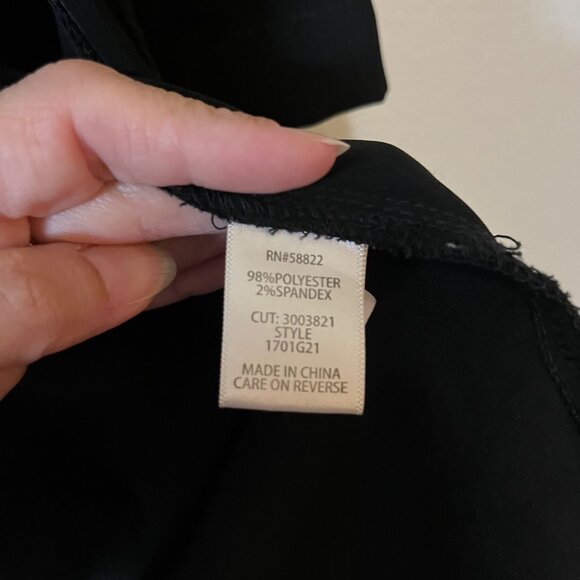 RN#58822
98%POLYESTER
2%SPANDEX
CUT: 3003821
STYLE
1701G21
MADE IN CHINA
CARE ON REVERSE